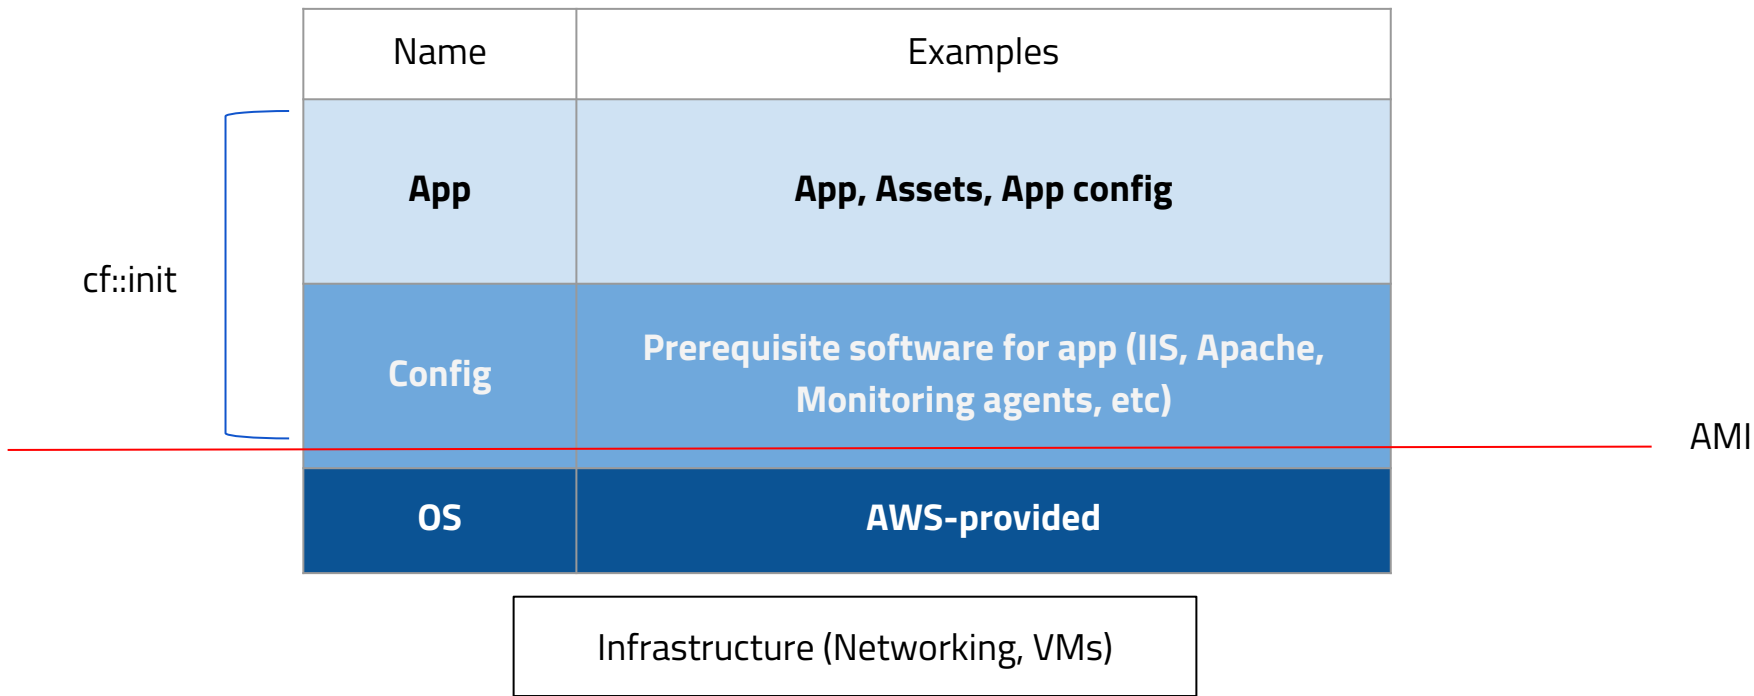 Name
Examples
App
App, Assets, App config
cf::init
Config
Prerequisite software for app (IIS, Apache,
Monitoring agents, etc)
AMI
OS
AWS-provided
Infrastructure (Networking, VMs)